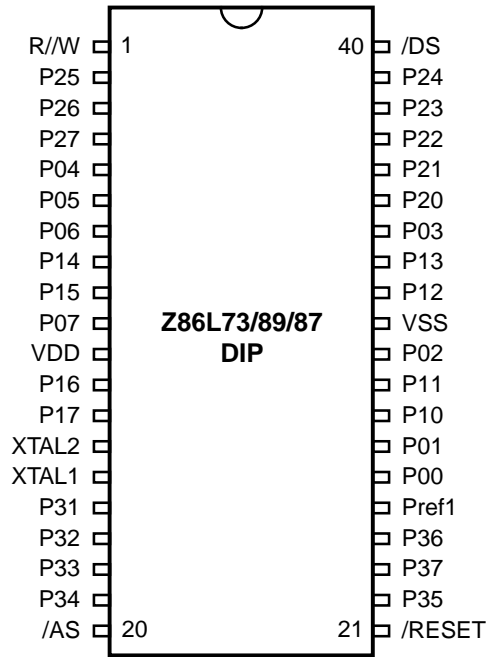 R//W 1 40 /DS
P25 P24
P26 P23
P27 P22
P04 P21
P05 P20
P06 P03
P14 P13
P15 P12
P07 Z86L73/89/87 VSS
VDD DIP P02
P16 P11
P17 P10
XTAL2 P01
XTAL1 P00
P31 Pref1
P32 P36
P33 P37
P34 P35
/AS 20 21 /RESET